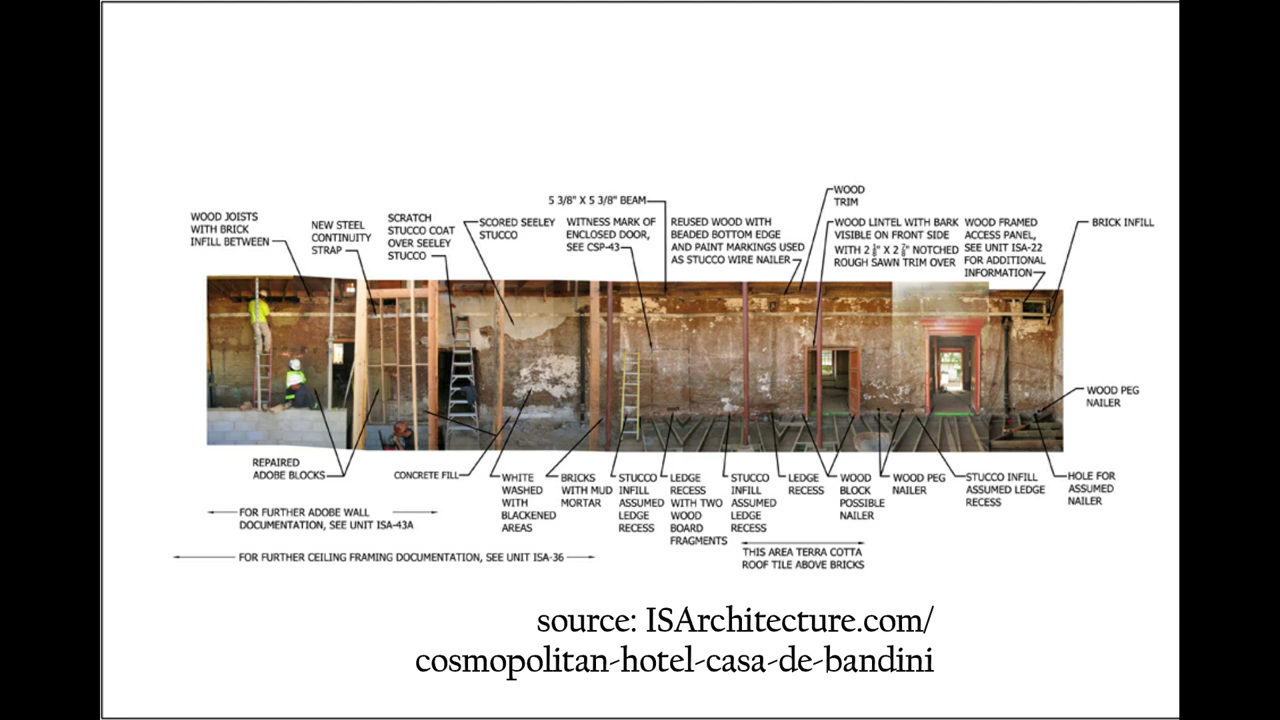 WOOD JOISTS
WITH BRICK
INFILL BETWEEN
NEW STEEL
CONTINUITY
STRAP
SCRATCH
STUCCO COAT
OVER SEELEY
STUCCO
SCORED SEELEY
STUCCO
5 3/8" X 5 3/8" BEAM
WITNESS MARK OF
ENCLOSED DOOR,
SEE CSP-43
REUSED WOOD WITH
BEADED BOTTOM EDGE
AND PAINT MARKINGS USED
AS STUCCO WIRE NAILER
WOOD
TRIM
WOOD LINTEL WITH BARK
VISIBLE ON FRONT SIDE
WITH 2 " X 2 " NOTCHED
ROUGH SAWN TRIM OVER
WOOD FRAMED
ACCESS PANEL,
SEE UNIT ISA-22
FOR ADDITIONAL
INFORMATION
BRICK INFILL
WOOD PEG
NAILER
REPAIRED
ADOBE BLOCKS
CONCRETE FILL
WHITE
WASHED
WITH
BLACKENED
AREAS
BRICKS
WITH MUD
MORTAR
STUCCO
INFILL
ASSUMED
LEDGE
RECESS
LEDGE
RECESS
WITH TWO
WOOD
BOARD
FRAGMENTS
STUCCO
INFILL
ASSUMED
LEDGE
RECESS
LEDGE
RECESS
WOOD
BLOCK
POSSIBLE
NAILER
WOOD PEG
NAILER
STUCCO INFILL
ASSUMED LEDGE
RECESS
HOLE FOR
ASSUMED
NAILER
FOR FURTHER ADOBE WALL
DOCUMENTATION, SEE UNIT ISA-43A
FOR FURTHER CEILING FRAMING DOCUMENTATION, SEE UNIT ISA-36
THIS AREA TERRA COTTA
ROOF TILE ABOVE BRICKS
source: ISArchitecture.com/
cosmopolitan-hotel-casa-de-bandini